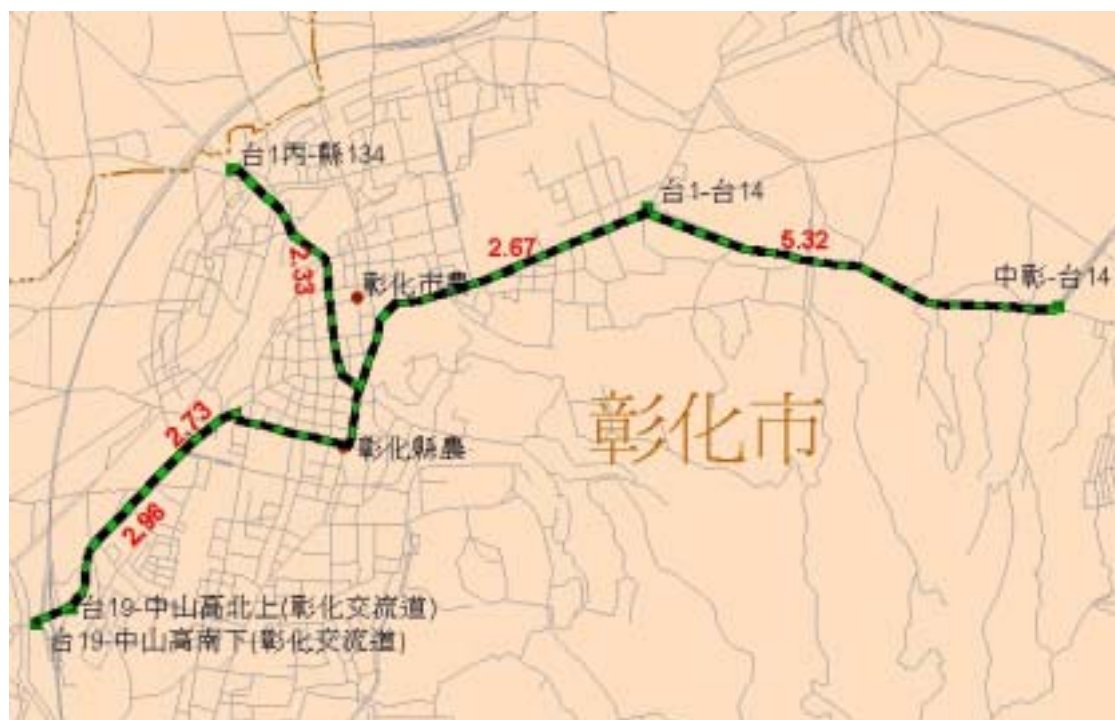 台1丙-縣134
台1-台14
2.67
5.32
2.33
彰化市農
中彰-台14
彰化市
2.73
彰化縣農
2.96
台19-中山高北上(彰化交流道)
台19-中山高南下(彰化交流道)